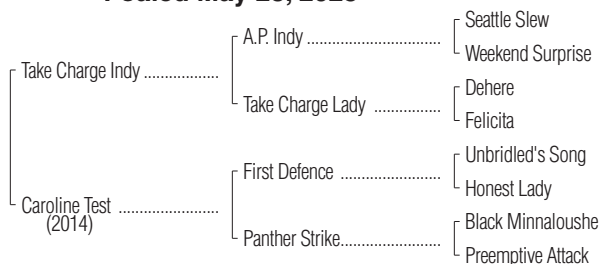 Seattle Slew
A.P. Indy ...................................
Weekend Surprise
Take Charge Indy ...................
Dehere
Take Charge Lady .................
Felicita
Unbridled's Song
First Defence ..........................
Honest Lady
Caroline Test .........................
(2014)
Black Minnaloushe
Panther Strike..........................
Preemptive Attack